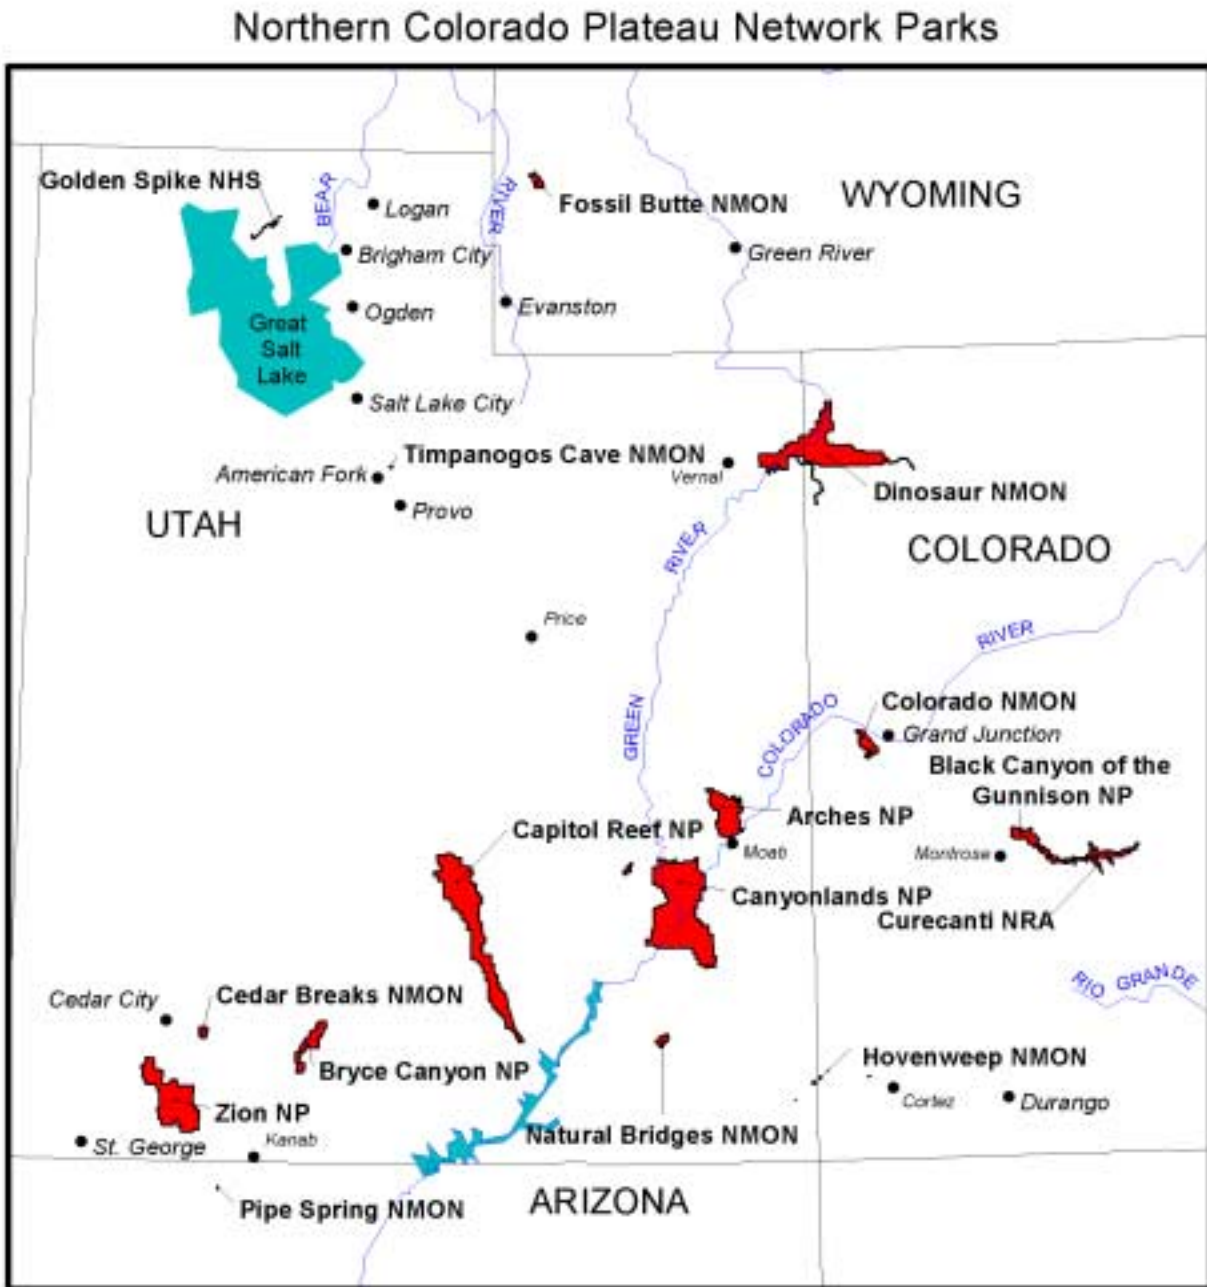 Northern Colorado Plateau Network Parks
Golden Spike NHS
BEAR
RIVER
Logan
Fossil Butte NMON
WYOMING
Brigham City
Green River
Ogden
Evanston
Great
Salt
Lake
Salt Lake City
Timpanogos Cave NMON
American Fork
Vernal
Dinosaur NMON
Provo
UTAH
RIVER
COLORADO
Price
RIVER
GREEN
COLORADO
Colorado NMON
Grand Junction
Black Canyon of the
Gunnison NP
Arches NP
Capitol Reef NP
Moab
Montrose
Canyonlands NP
Curecanti NRA
RIO GRANDE
Cedar City
Cedar Breaks NMON
Bryce Canyon NP
Hovenweep NMON
Cortez
Durango
Zion NP
Natural Bridges NMON
St. George
Kanab
Pipe Spring NMON
ARIZONA